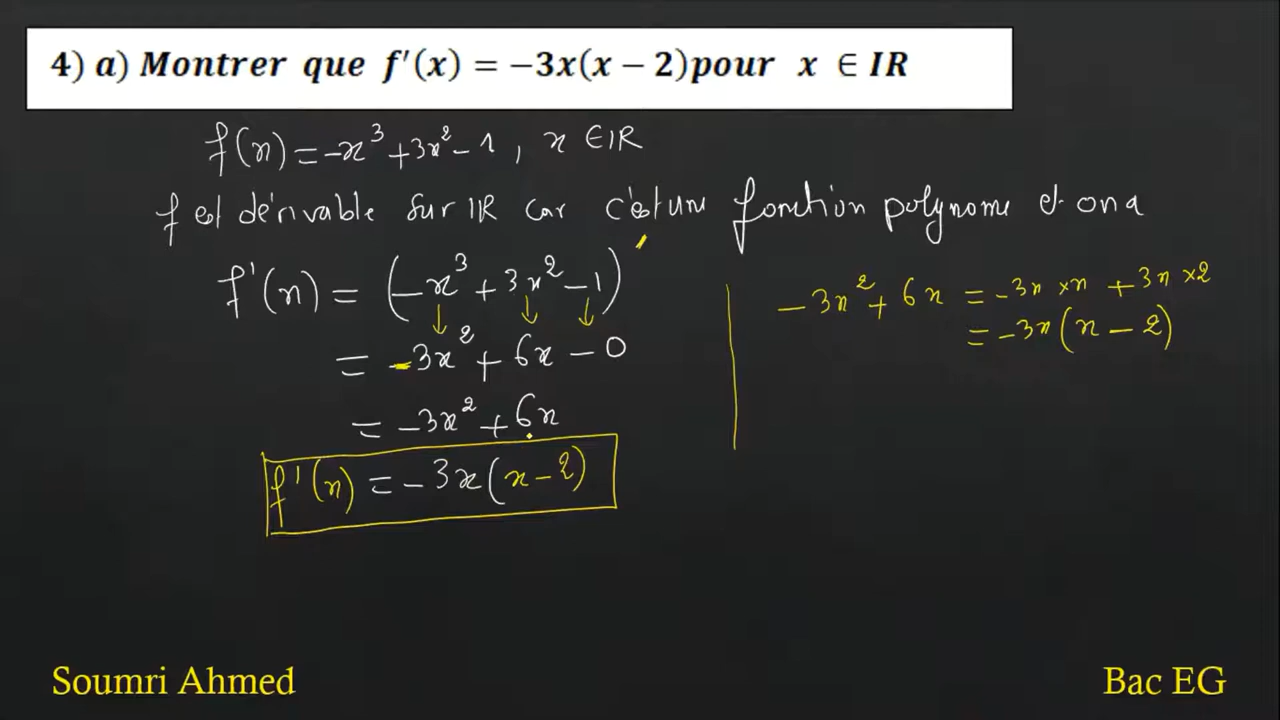 4) a) Montrer que f'(x) = −3x(x − 2)pour x ∈ IR
f(x) = -x³ + 3x² - 1 , x ∈ IR
f est dérivable sur IR car c'est une fonction polynome et on a
f'(x) = (-x³ + 3x² - 1)'
= -3x² + 6x - 0
= -3x² + 6x
f'(x) = -3x(x - 2)
-3x² + 6x = -3x × x + 3x × 2
= -3x(x - 2)
Soumri Ahmed
Bac EG